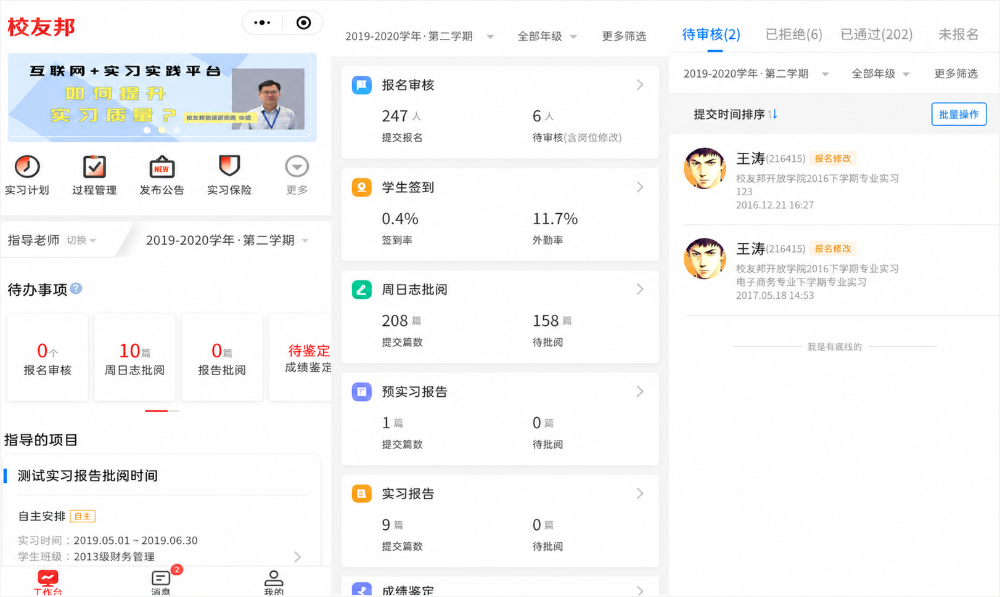 校友邦
互联网+实习实践平台
如何提升
实习质量？
指导老师 切换
2019-2020学年·第二学期
实习计划
过程管理
NEW
发布公告
实习保险
更多
待办事项?
0个
报名审核
10篇
周日志批阅
0篇
报告批阅
待鉴定
成绩鉴定
指导的项目
测试实习报告批阅时间
自主安排 自主
实习时间：2019.05.01 ~ 2019.06.30
学生班级：2013级财务管理
工作台
消息
2
我的
2019-2020学年·第二学期
全部年级
更多筛选
报名审核
247 人
6 人
提交报名
待审核(含岗位修改)
学生签到
0.4%
11.7%
签到率
外勤率
周日志批阅
208 篇
158 篇
提交篇数
待批阅
预实习报告
1 篇
0 篇
提交篇数
待批阅
实习报告
9 篇
0 篇
提交篇数
待批阅
成绩鉴定
待审核(2)
已拒绝(6)
已通过(202)
未报名
2019-2020学年·第二学期
全部年级
更多筛选
提交时间排序
批量操作
王涛(216415) 报名修改
校友邦开放学院2016下学期专业实习
123
2016.12.21 16:27
王涛(216415) 报名修改
校友邦开放学院2016下学期专业实习
电子商务专业下学期专业实习
2017.05.18 14:53
我是有底线的